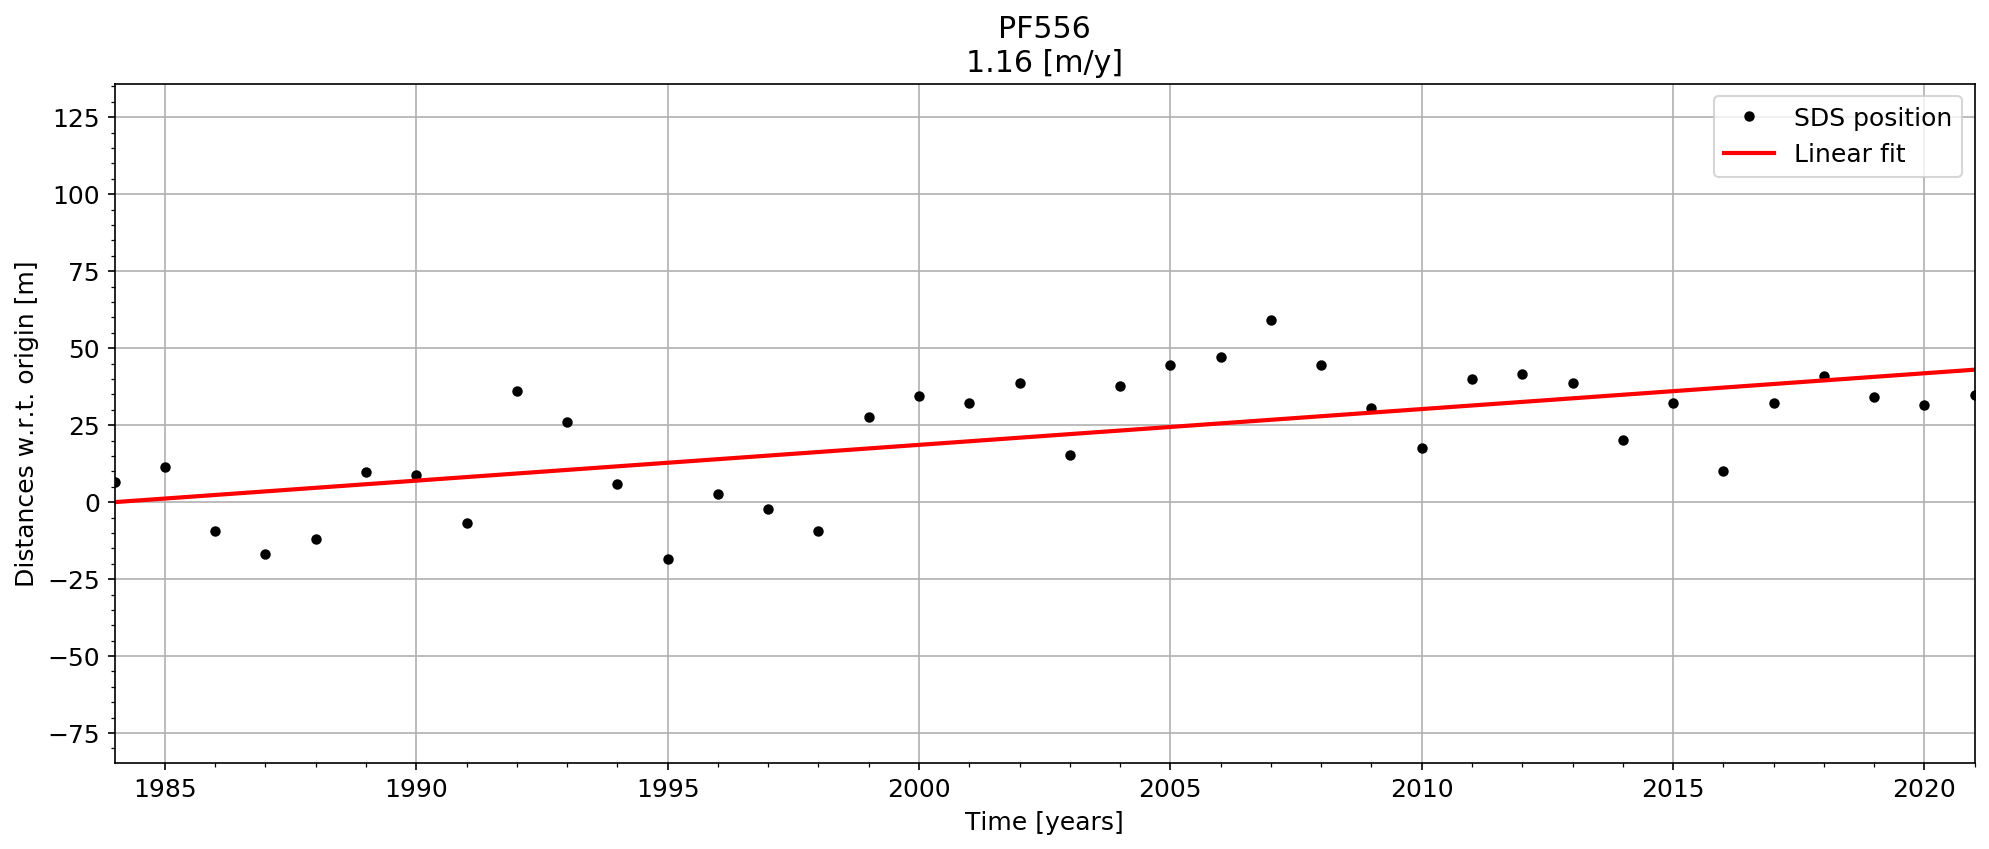 PF556
1.16 [m/y]
SDS position
Linear fit
Distances w.r.t. origin [m]
125
100
75
50
25
0
−25
−50
−75
1985 1990 1995 2000 2005 2010 2015 2020
Time [years]